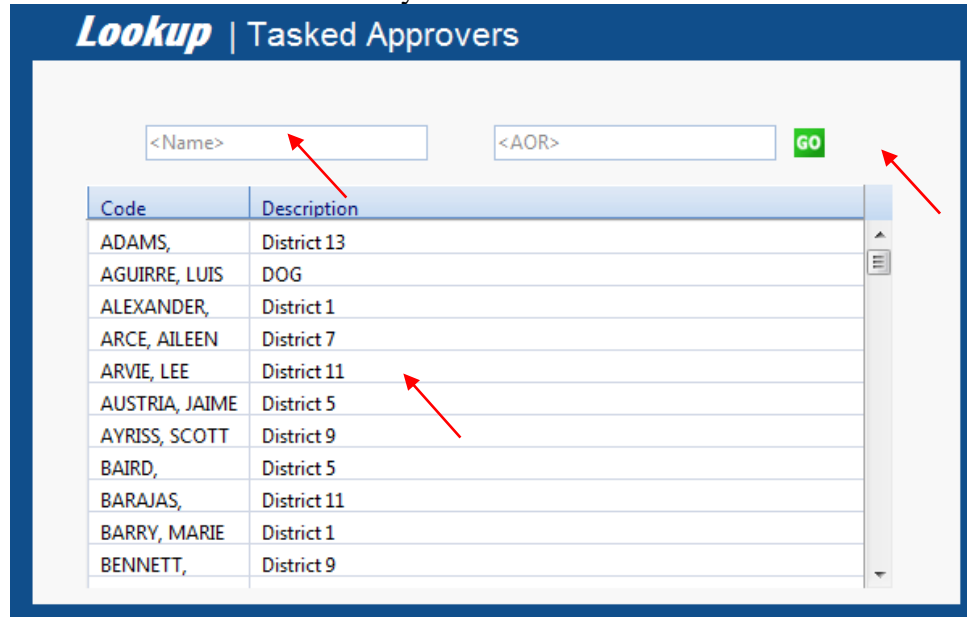 y
Lookup | Tasked Approvers
<Name> <AOR> GO
Code Description
ADAMS, District 13
AGUIRRE, LUIS DOG
ALEXANDER, District 1
ARCE, AILEEN District 7
ARVIE, LEE District 11
AUSTRIA, JAIME District 5
AYRISS, SCOTT District 9
BAIRD, District 5
BARAJAS, District 11
BARRY, MARIE District 1
BENNETT, District 9